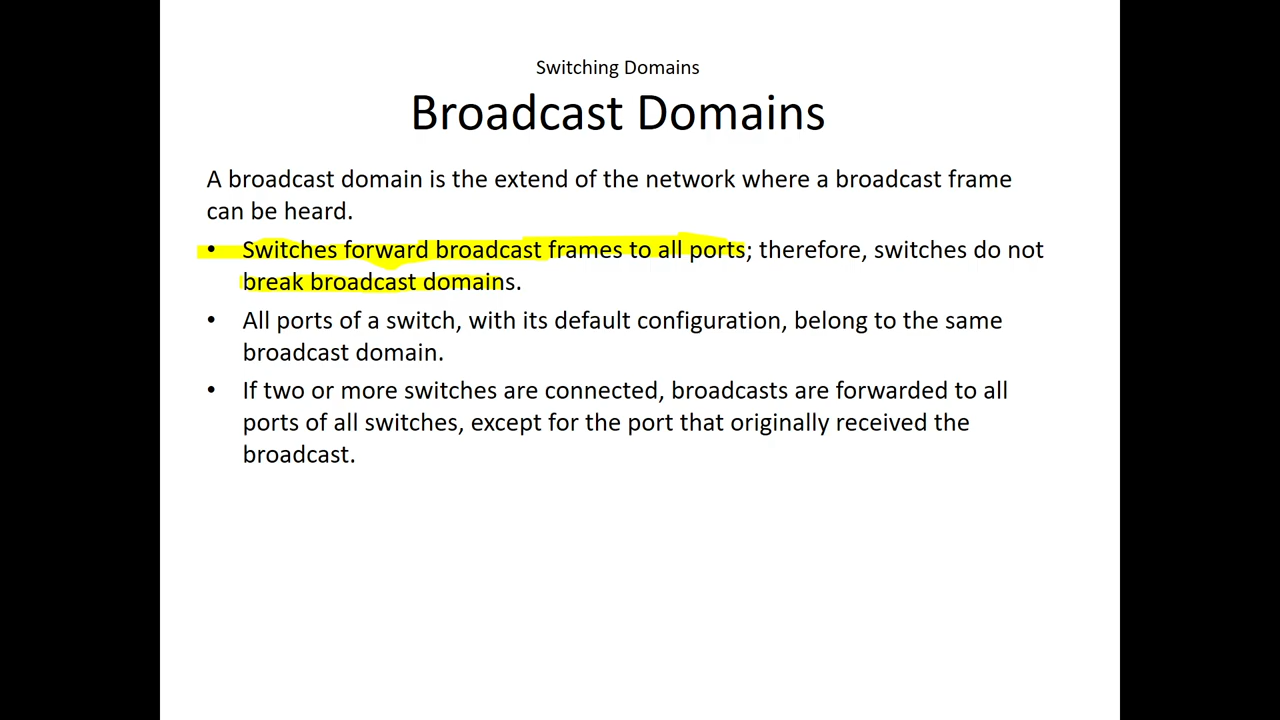 Switching Domains
Broadcast Domains
A broadcast domain is the extend of the network where a broadcast frame
can be heard.
• Switches forward broadcast frames to all ports; therefore, switches do not
break broadcast domains.
• All ports of a switch, with its default configuration, belong to the same
broadcast domain.
• If two or more switches are connected, broadcasts are forwarded to all
ports of all switches, except for the port that originally received the
broadcast.